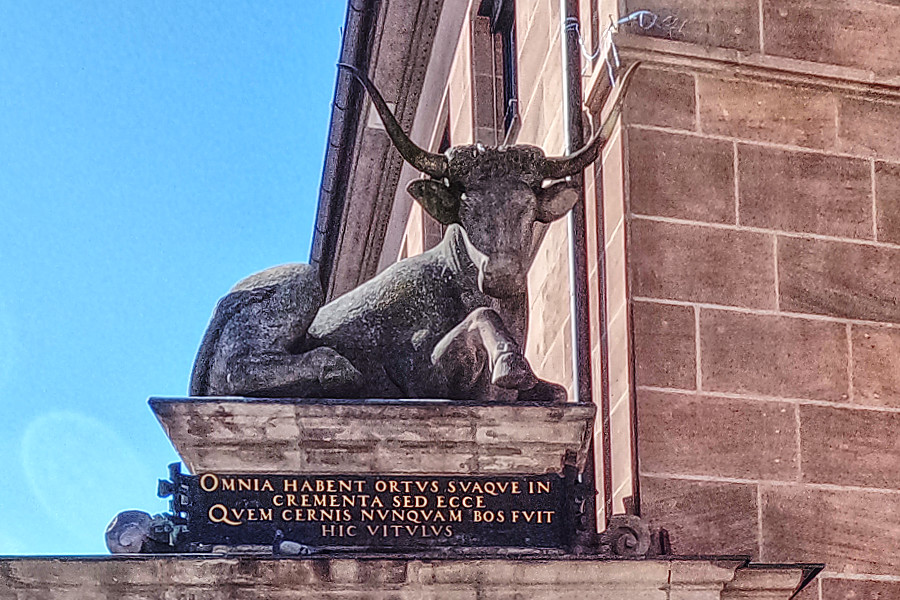 OMNIA HABENT ORTVS SVAQVE IN
CREMENTA SED ECCE
QVEM CERNIS NVNQVAM BOS FVIT
HIC VITVLVS